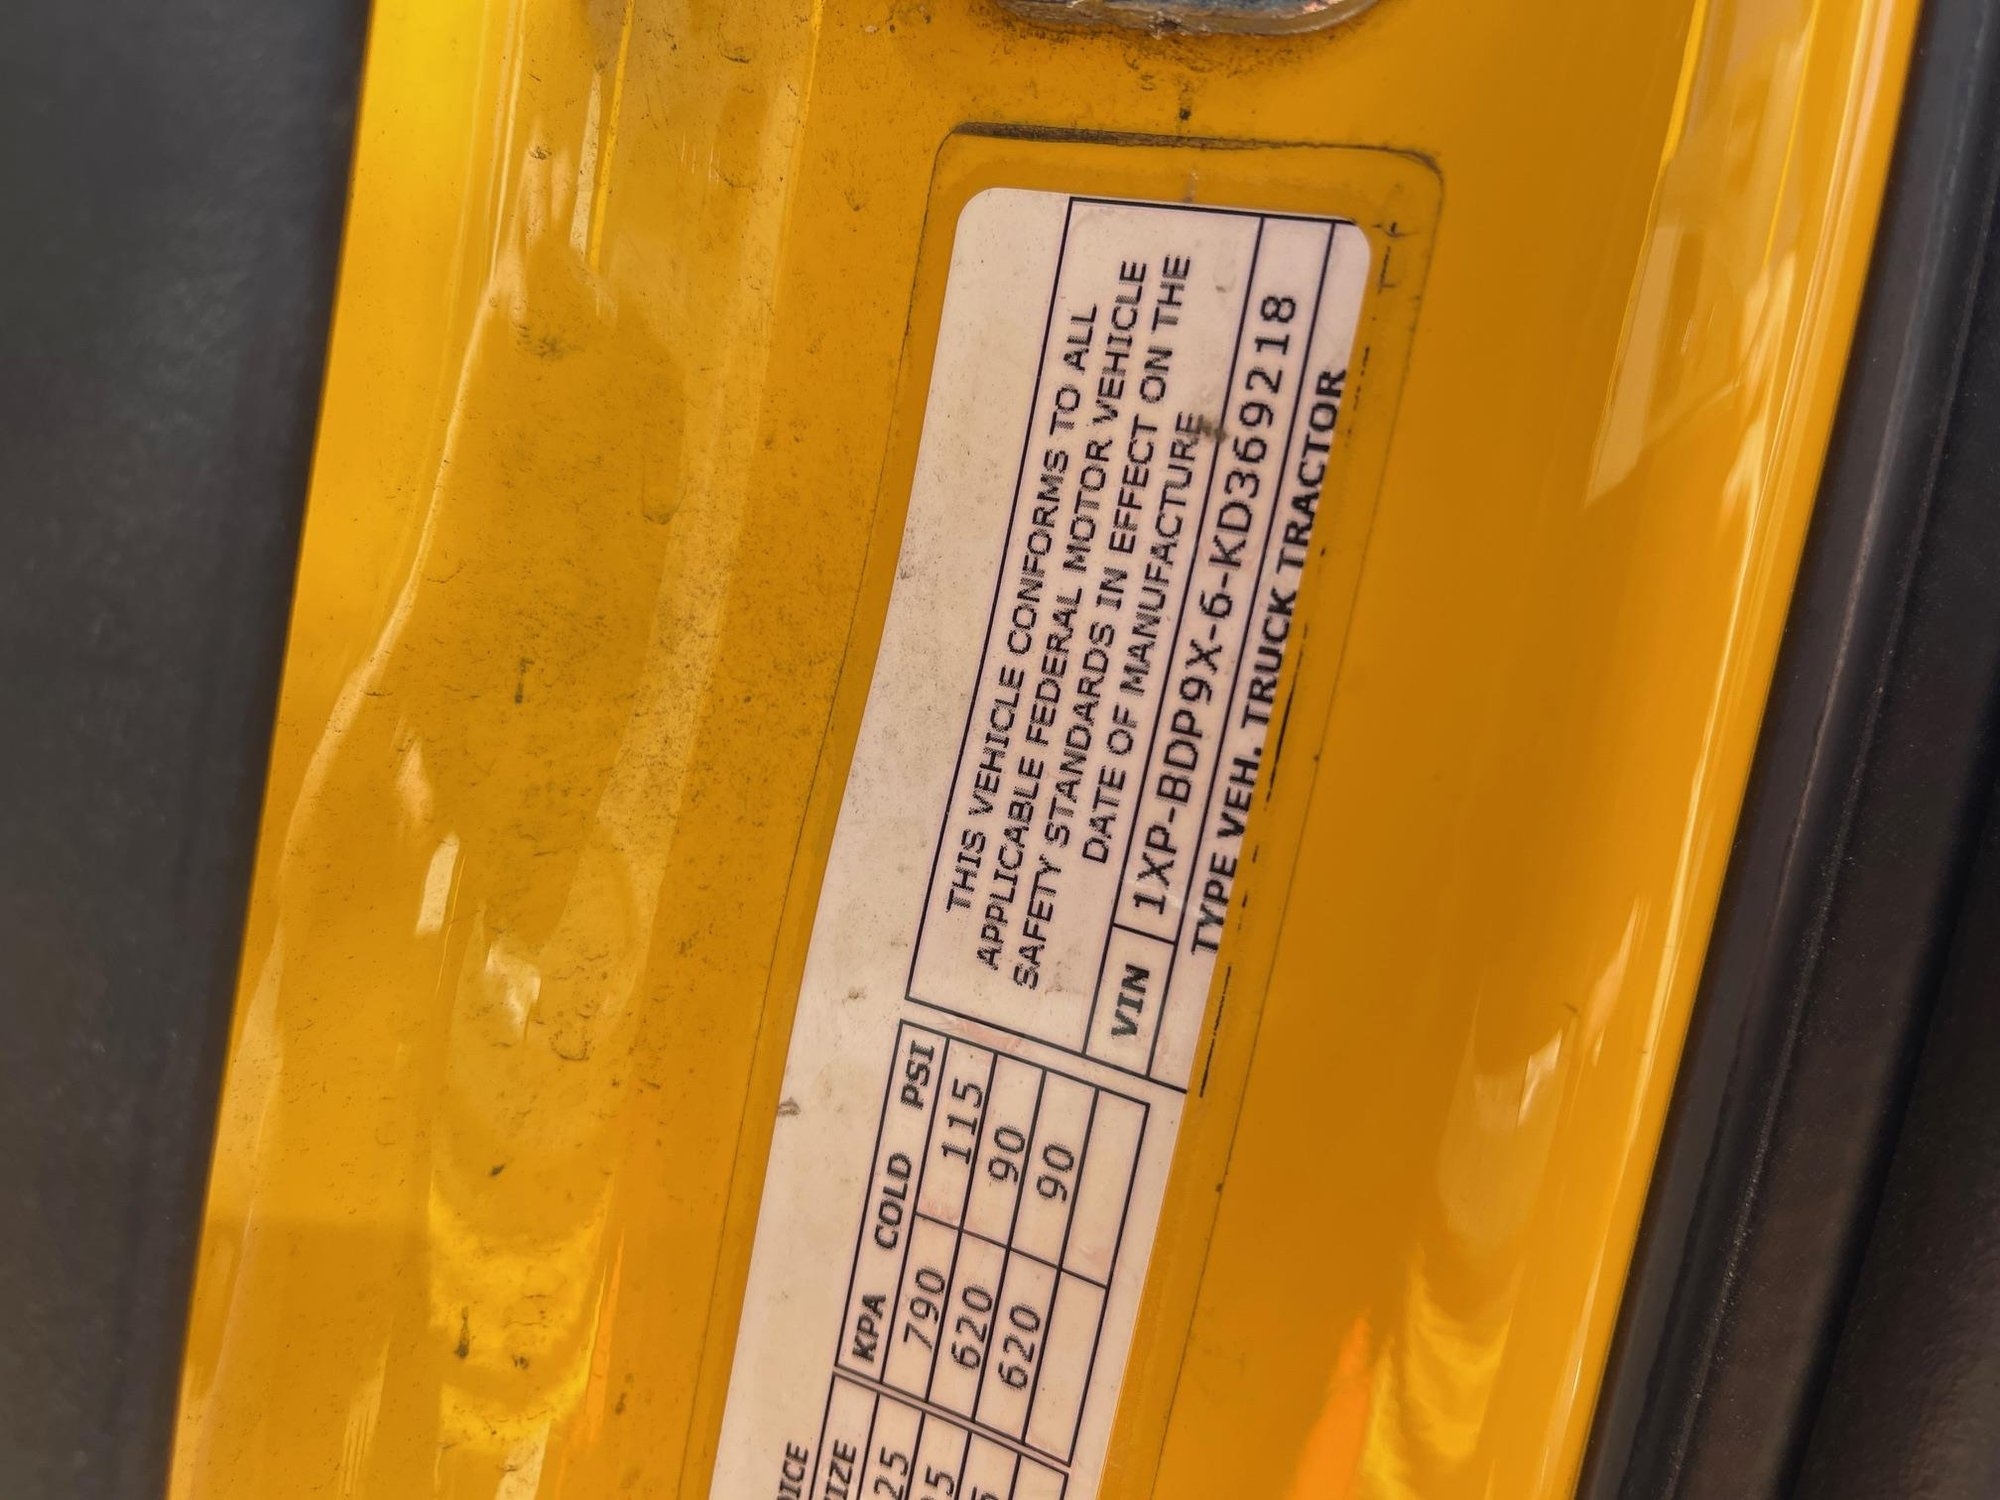 THIS VEHICLE CONFORMS TO ALL
APPLICABLE FEDERAL MOTOR VEHICLE
SAFETY STANDARDS IN EFFECT ON THE
DATE OF MANUFACTURE
VIN 1XP-BDP9X-6-KD369218
TYPE VEH. TRUCK TRACTOR
KPA COLD PSI
790 115
620 90
620 90